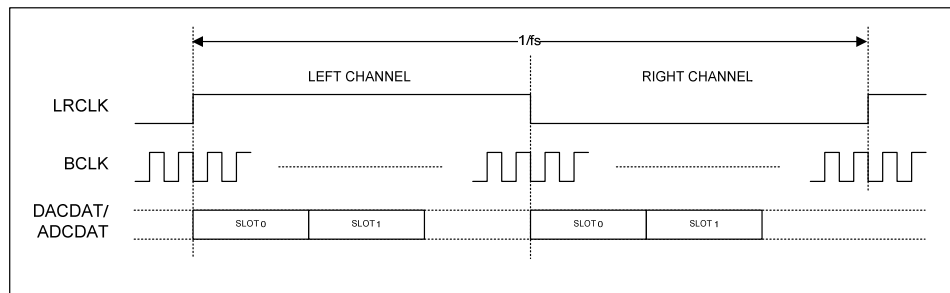 1/fs
LEFT CHANNEL RIGHT CHANNEL
LRCLK
BCLK
DACDAT/
ADCDAT
SLOT 0 SLOT 1 SLOT 0 SLOT 1